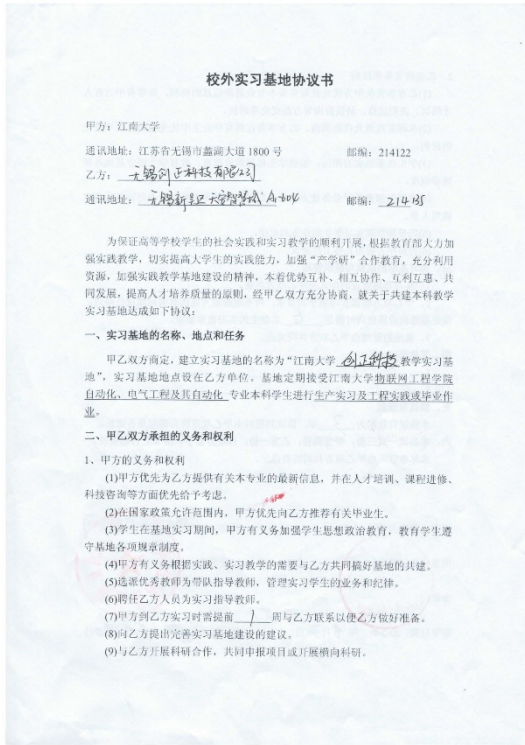 校外实习基地协议书
甲方：江南大学
通讯地址：江苏省无锡市蠡湖大道 1800 号 邮编：214122
乙方：无锡创正科技有限公司
通讯地址：无锡新吴区天安智慧城 A1-604 邮编：214135
为保证高等学校学生的社会实践和实习教学的顺利开展，根据教育部大力加
强实践教学，切实提高大学生的实践能力，加强“产学研”合作教育，充分利用
资源，加强实践教学基地建设的精神，本着优势互补、相互协作、互利互惠、共
同发展，提高人才培养质量的原则，经甲乙双方充分协商，就关于共建本科教学
实习基地达成如下协议：
一、实习基地的名称、地点和任务
甲乙双方商定，建立实习基地的名称为“江南大学 创正科技 教学实习基
地”，实习基地地点设在乙方单位。基地定期接受江南大学物联网工程学院
自动化、电气工程及其自动化 专业本科学生进行生产实习及工程实践或毕业作
业。
二、甲乙双方承担的义务和权利
1、甲方的义务和权利
(1)甲方优先为乙方提供有关本专业的最新信息，并在人才培训、课程进修、
科技咨询等方面优先给予考虑。
(2)在国家政策允许范围内，甲方优先向乙方推荐有关毕业生。
(3)学生在基地实习期间，甲方有义务加强学生思想政治教育，教育学生遵
守基地各项规章制度。
(4)甲方有义务根据实践、实习教学的需要与乙方共同搞好基地的共建。
(5)选派优秀教师为带队指导教师，管理实习学生的业务和纪律。
(6)聘任乙方人员为实习指导教师。
(7)甲方到乙方实习时需提前 1 周与乙方联系以便乙方做好准备。
(8)向乙方提出完善实习基地建设的建议。
(9)与乙方开展科研合作，共同申报项目或开展横向科研。